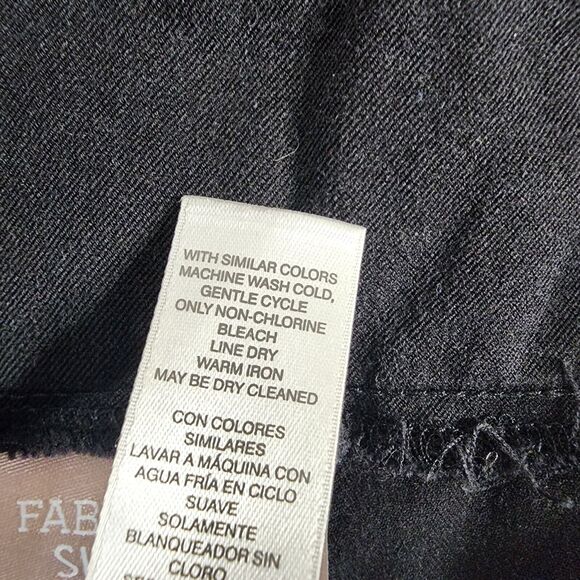 WITH SIMILAR COLORS
MACHINE WASH COLD,
GENTLE CYCLE
ONLY NON-CHLORINE
BLEACH
LINE DRY
WARM IRON
MAY BE DRY CLEANED
CON COLORES
SIMILARES
LAVAR A MÁQUINA CON
AGUA FRÍA EN CICLO
SUAVE
SOLAMENTE
BLANQUEADOR SIN
CLORO
FAB